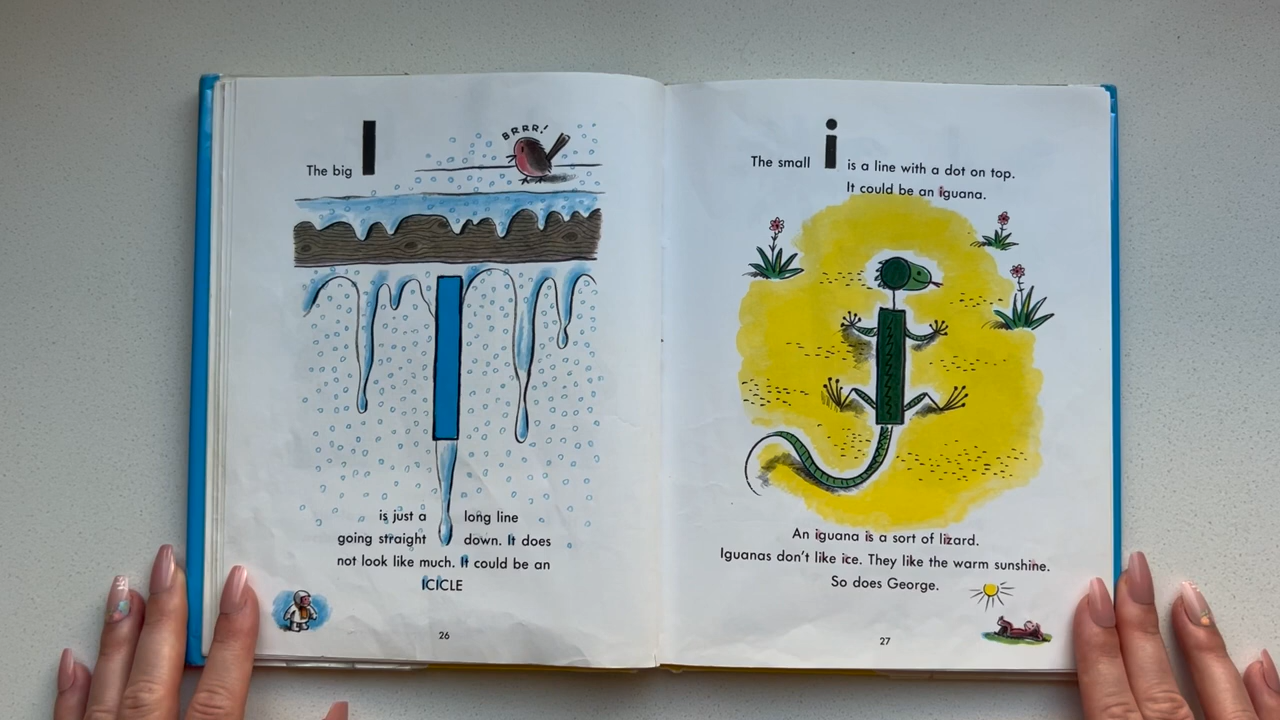 The big I
BRRR!
is just a long line
going straight down. It does
not look like much. It could be an
ICICLE
26
The small i is a line with a dot on top.
It could be an iguana.
An iguana is a sort of lizard.
Iguanas don't like ice. They like the warm sunshine.
So does George.
27